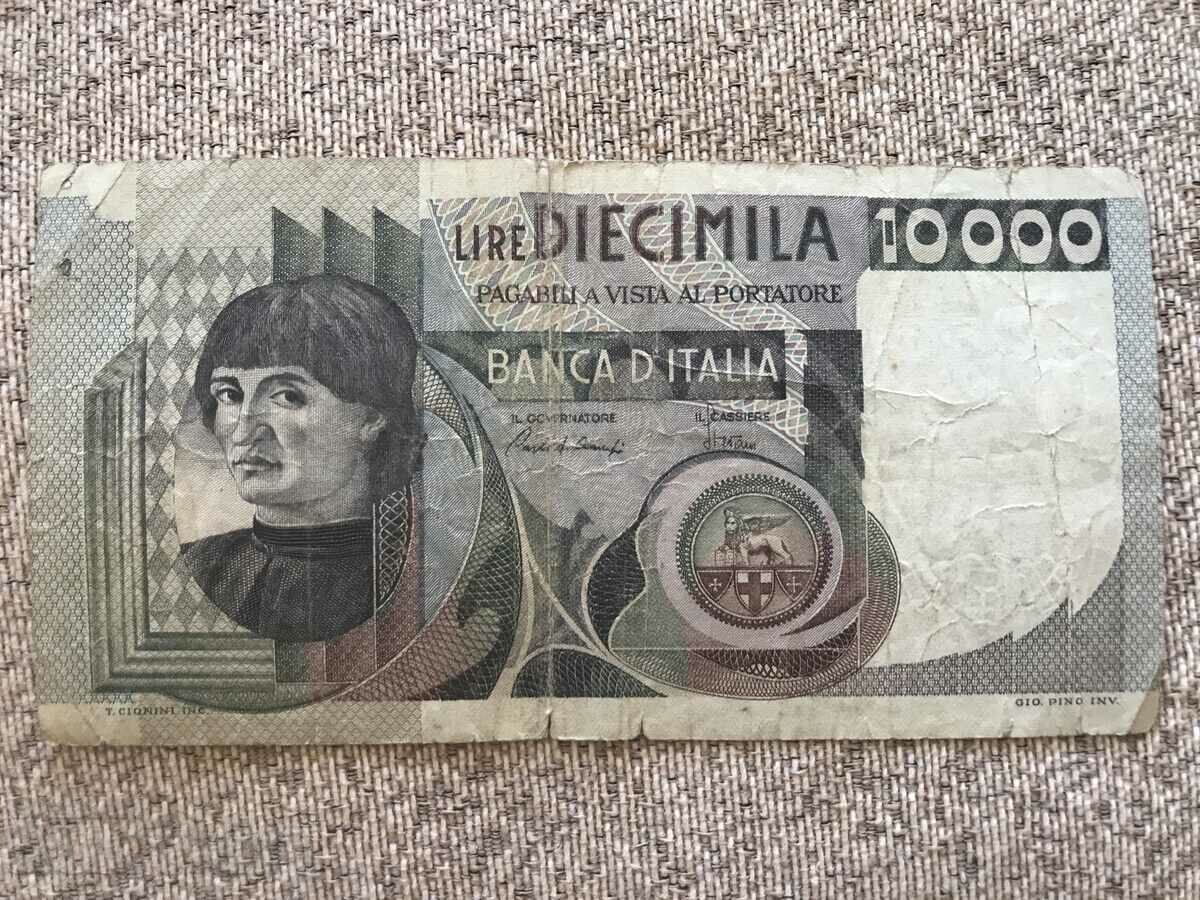 LIRE DIECIMILA
10000
PAGABILI A VISTA AL PORTATORE
BANCA D'ITALIA
IL GOVERNATORE
IL CASSIERE
T. CIONINI, INC.
GIO. PINO INV.